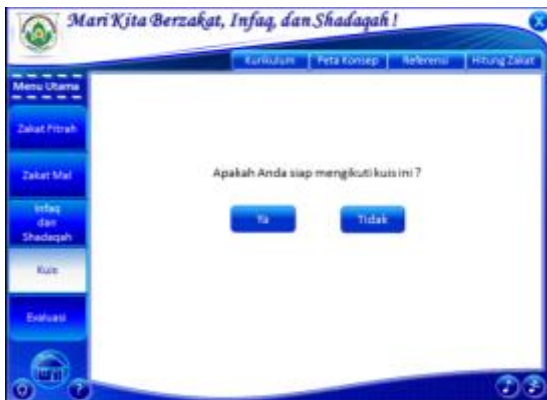 Mari Kita Berzakat, Infaq, dan Shadaqah !
Kurikulum
Peta Konsep
Referensi
Hitung Zakat
Menu Utama
Zakat Fitrah
Zakat Mal
Infaq
dan
Shadaqah
Kuis
Evaluasi
Apakah Anda siap mengikuti kuis ini ?
Ya
Tidak
?